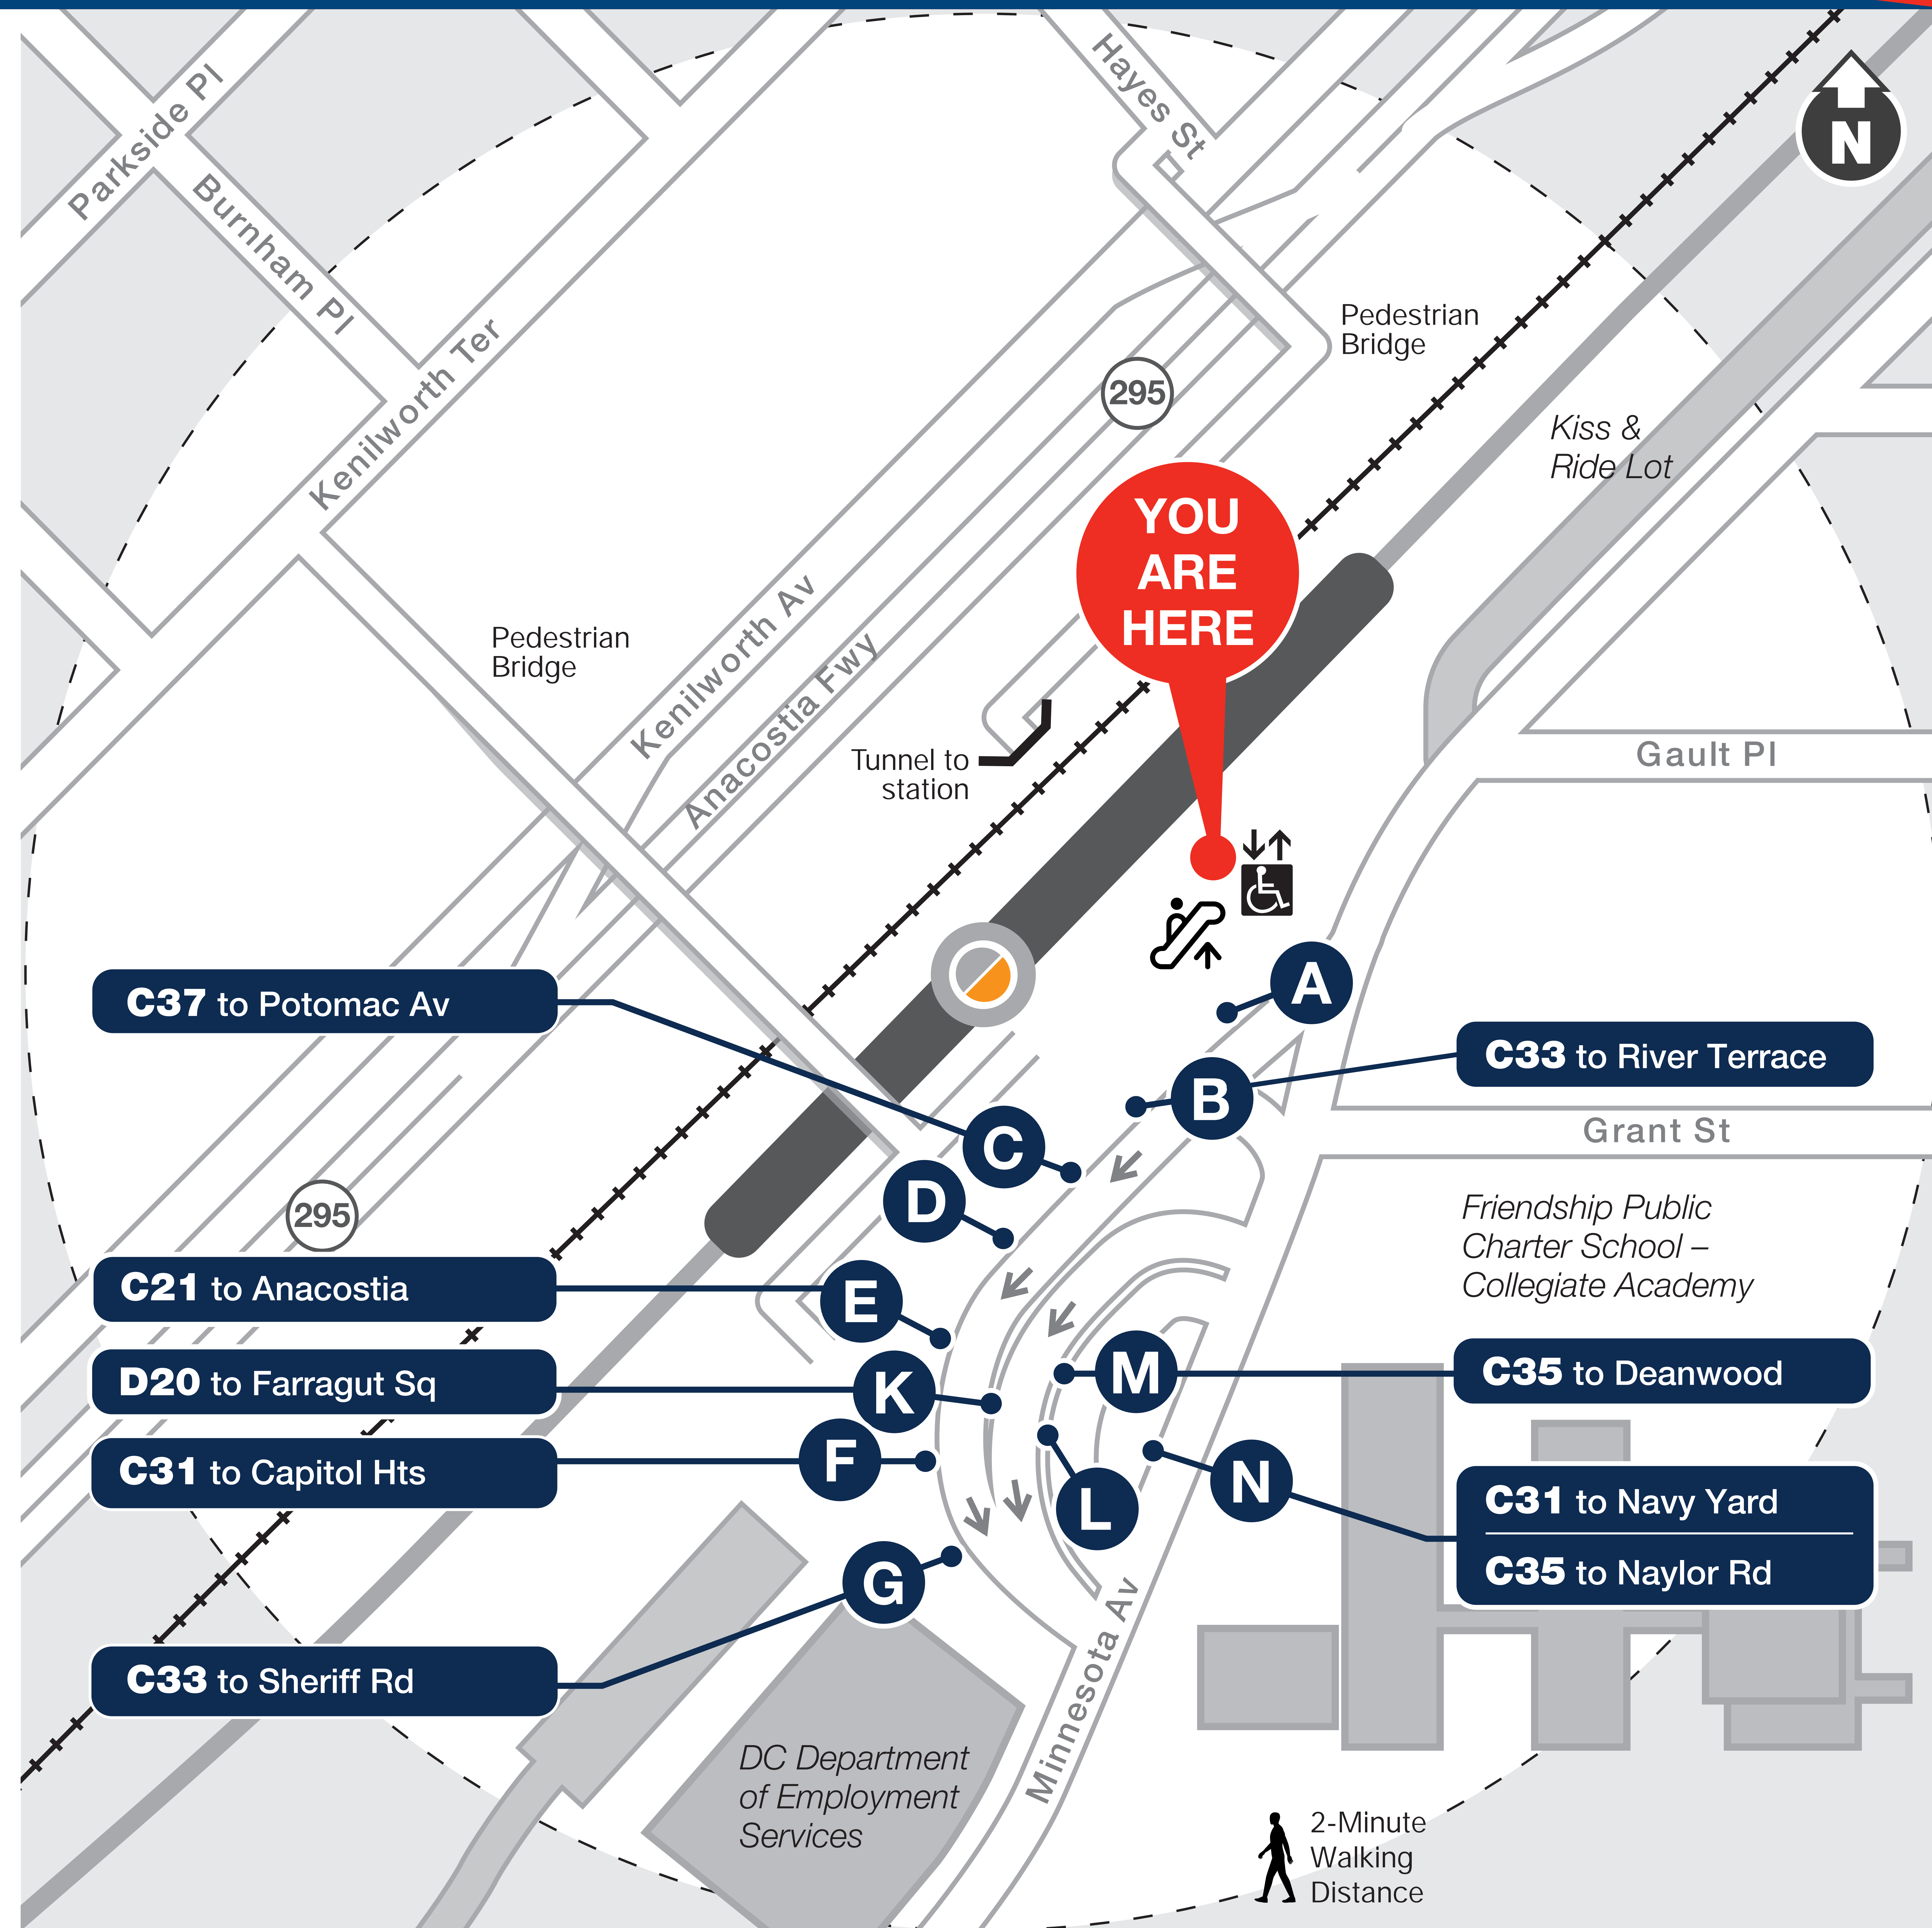 Hayes St
Parkside Pl
N
Burnham Pl
Pedestrian
Bridge
Kenilworth Ter
295
Kiss &
Ride Lot
YOU
ARE
HERE
Pedestrian
Bridge
Kenilworth Av
Anacostia Fwy
Tunnel to
station
Gault Pl
A
C37 to Potomac Av
C33 to River Terrace
B
C
Grant St
D
295
Friendship Public
Charter School –
Collegiate Academy
C21 to Anacostia
E
D20 to Farragut Sq
K
M
C35 to Deanwood
C31 to Capitol Hts
F
L
N
C31 to Navy Yard
C35 to Naylor Rd
G
C33 to Sheriff Rd
Minnesota Av
DC Department
of Employment
Services
2-Minute
Walking
Distance